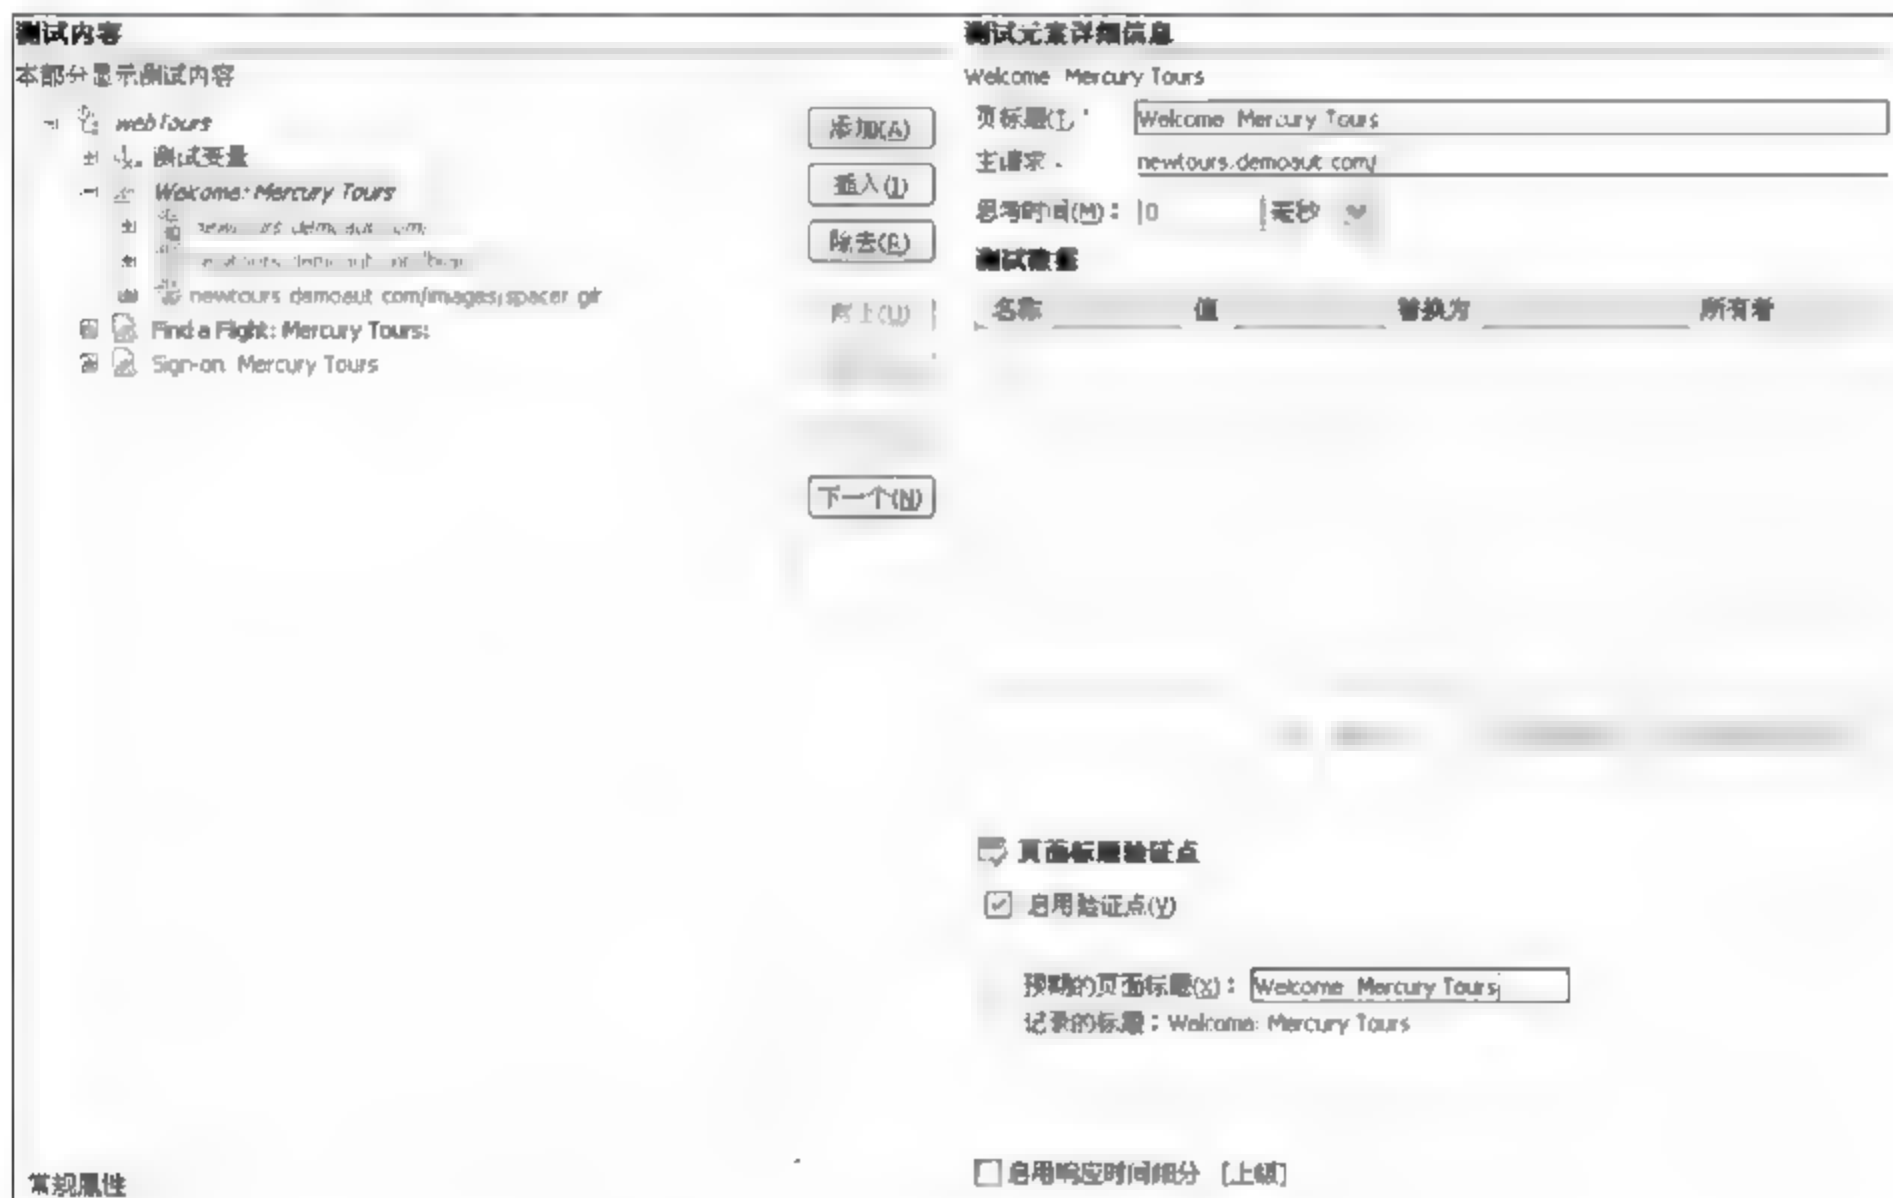 测试内容
本部分显示测试内容
webTours
测试变量
Welcome: Mercury Tours
newtours.demoaut.com/images/spacer.gif
Find a Flight: Mercury Tours:
Sign-on: Mercury Tours
添加(A)
插入(I)
除去(R)
向上(U)
下一个(N)
常规属性
测试元素详细信息
Welcome: Mercury Tours
页标题(T):
Welcome: Mercury Tours
主请求:
newtours.demoaut.com/
思考时间(M): 0 毫秒
测试数据
名称 值 替换为 所有者
页面标题验证点
启用验证点(V)
预期的页面标题(X): Welcome: Mercury Tours
记录的标题: Welcome: Mercury Tours
启用响应时间细分 [上级]